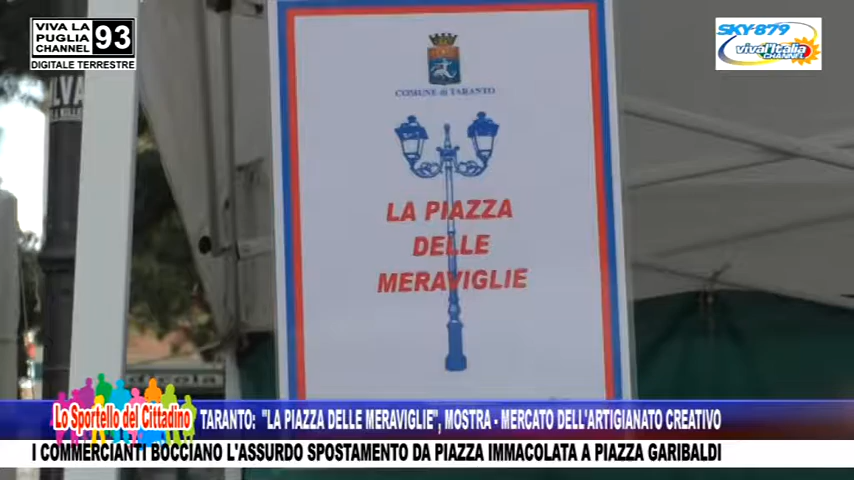 VIVA LA
PUGLIA
CHANNEL
93
DIGITALE TERRESTRE
SKY-879
viva l'Italia
CHANNEL
COMUNE di TARANTO
LA PIAZZA
DELLE
MERAVIGLIE
Lo Sportello del Cittadino
TARANTO: "LA PIAZZA DELLE MERAVIGLIE", MOSTRA - MERCATO DELL'ARTIGIANATO CREATIVO
I COMMERCIANTI BOCCIANO L'ASSURDO SPOSTAMENTO DA PIAZZA IMMACOLATA A PIAZZA GARIBALDI